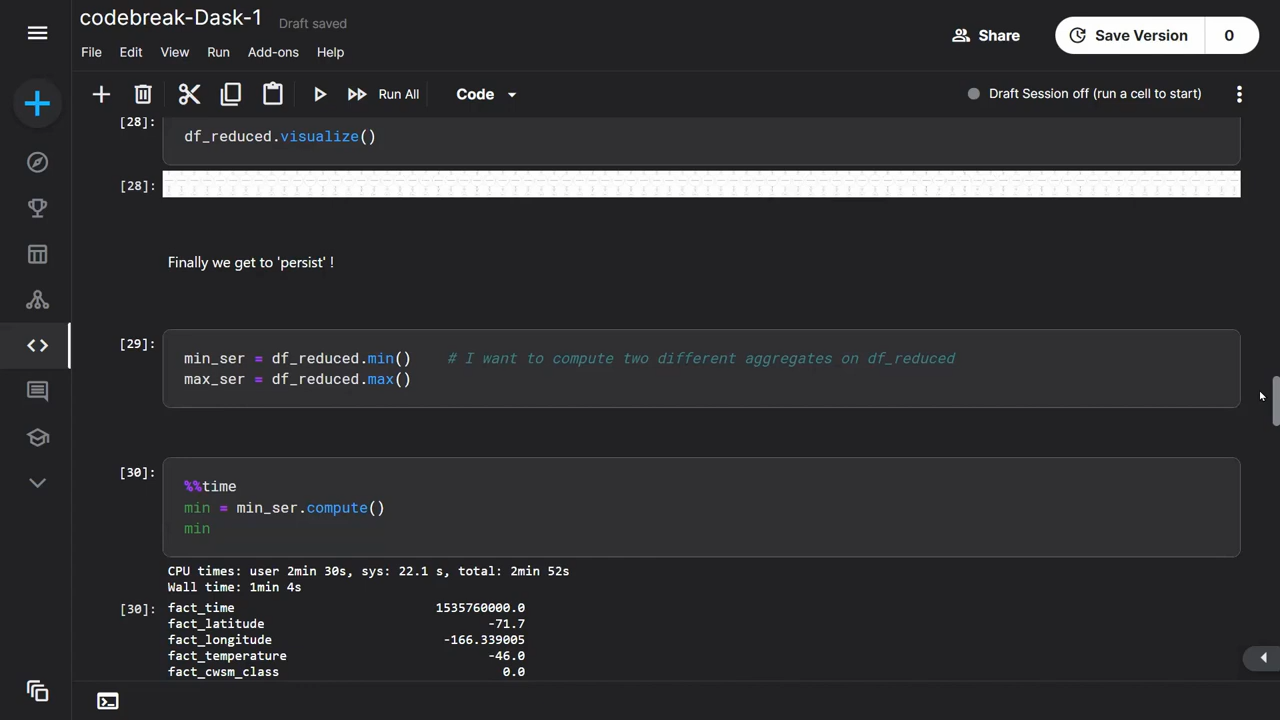 codebreak-Dask-1
Draft saved
File Edit View Run Add-ons Help
Share
Save Version 0
Run All
Code
Draft Session off (run a cell to start)
[28]:
df_reduced.visualize()
[28]:
Finally we get to 'persist' !
[29]:
min_ser = df_reduced.min() # I want to compute two different aggregates on df_reduced
max_ser = df_reduced.max()
[30]:
%%time
min = min_ser.compute()
min
CPU times: user 2min 30s, sys: 22.1 s, total: 2min 52s
Wall time: 1min 4s
[30]:
fact_time 1535760000.0
fact_latitude -71.7
fact_longitude -166.339005
fact_temperature -46.0
fact_cwsm_class 0.0